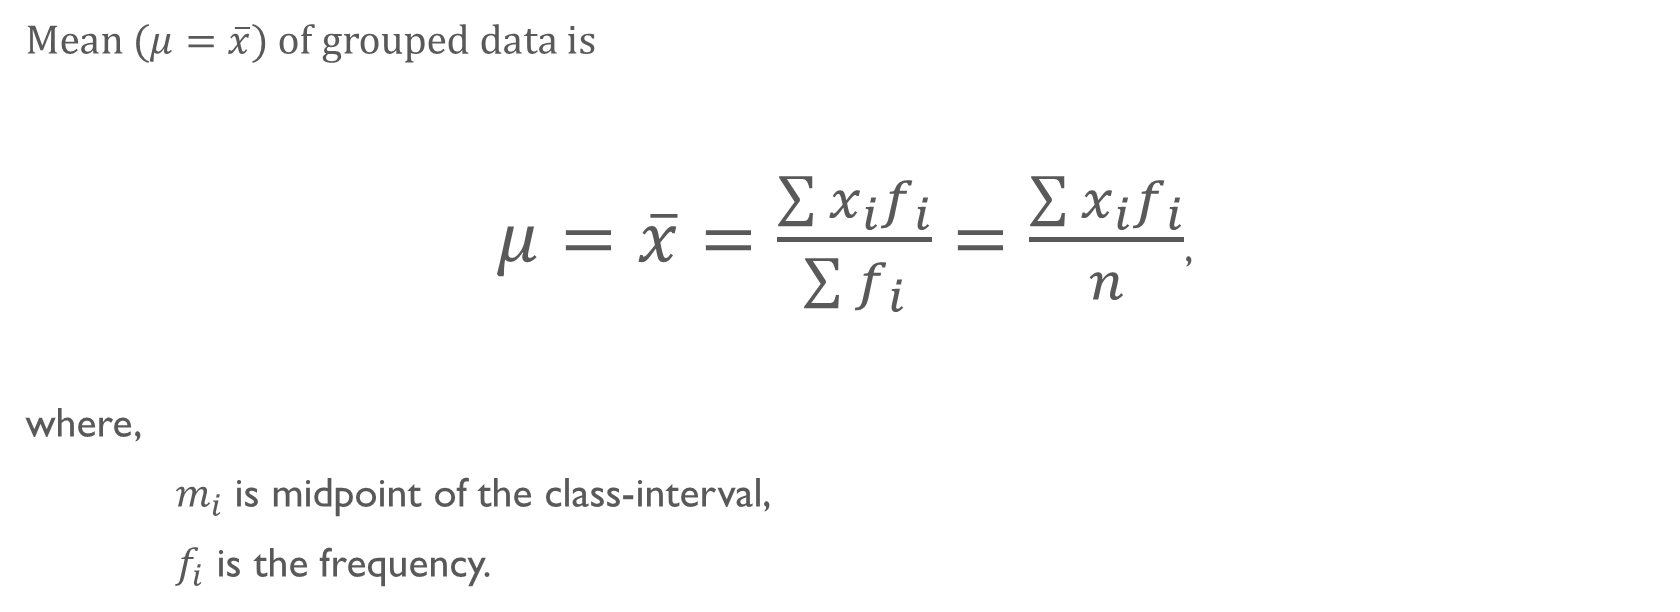 Mean (μ = x̄) of grouped data is
μ = x̄ = ∑ xᵢfᵢ / ∑ fᵢ = ∑ xᵢfᵢ / n,
where,
mᵢ is midpoint of the class-interval,
fᵢ is the frequency.